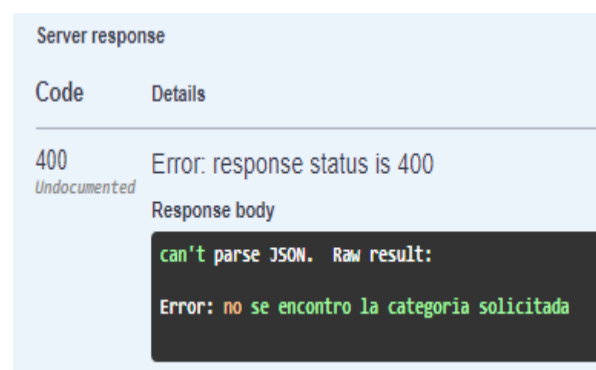 Server response
Code Details
400 Error: response status is 400
Undocumented
Response body
can't parse JSON. Raw result:
Error: no se encontro la categoria solicitada